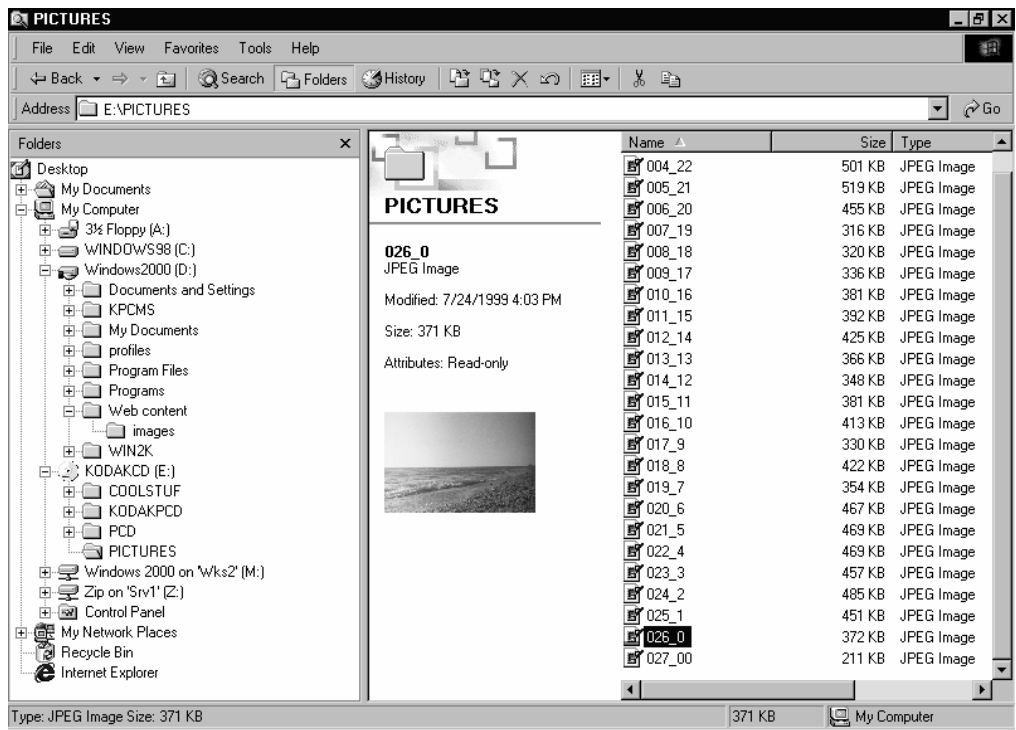 PICTURES
File Edit View Favorites Tools Help
Back Search Folders History
Address E:\PICTURES Go
Folders
Desktop
My Documents
My Computer
3½ Floppy (A:)
WINDOWS98 (C:)
Windows2000 (D:)
Documents and Settings
KPCMS
My Documents
profiles
Program Files
Programs
Web content
images
WIN2K
KODAKCD (E:)
COOLSTUF
KODAKPCD
PCD
PICTURES
Windows 2000 on 'Wks2' (M:)
Zip on 'Srv1' (Z:)
Control Panel
My Network Places
Recycle Bin
Internet Explorer
PICTURES
026_0
JPEG Image
Modified: 7/24/1999 4:03 PM
Size: 371 KB
Attributes: Read-only
Name Size Type
004_22 501 KB JPEG Image
005_21 519 KB JPEG Image
006_20 455 KB JPEG Image
007_19 316 KB JPEG Image
008_18 320 KB JPEG Image
009_17 336 KB JPEG Image
010_16 381 KB JPEG Image
011_15 392 KB JPEG Image
012_14 425 KB JPEG Image
013_13 366 KB JPEG Image
014_12 348 KB JPEG Image
015_11 381 KB JPEG Image
016_10 413 KB JPEG Image
017_9 330 KB JPEG Image
018_8 422 KB JPEG Image
019_7 354 KB JPEG Image
020_6 467 KB JPEG Image
021_5 469 KB JPEG Image
022_4 469 KB JPEG Image
023_3 457 KB JPEG Image
024_2 485 KB JPEG Image
025_1 451 KB JPEG Image
026_0 372 KB JPEG Image
027_00 211 KB JPEG Image
Type: JPEG Image Size: 371 KB 371 KB My Computer